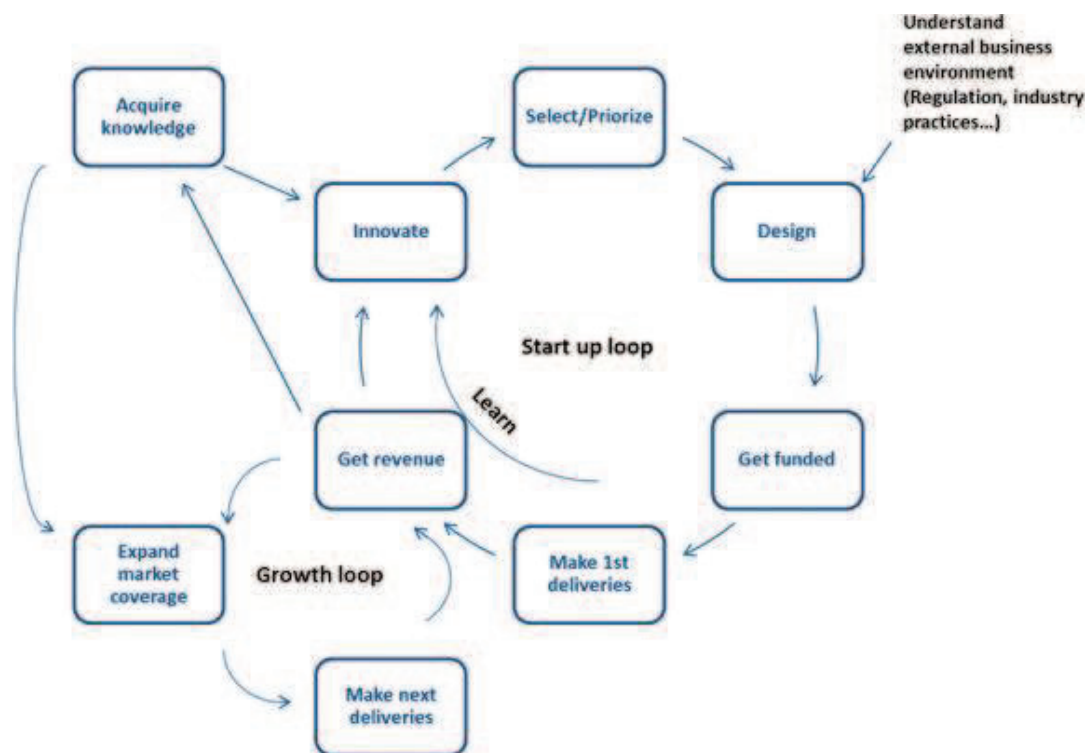 Understand
external business
environment
(Regulation, industry
practices...)
Acquire
knowledge
Select/Priorize
Innovate
Design
Start up loop
Learn
Get revenue
Get funded
Expand
market
coverage
Growth loop
Make 1st
deliveries
Make next
deliveries